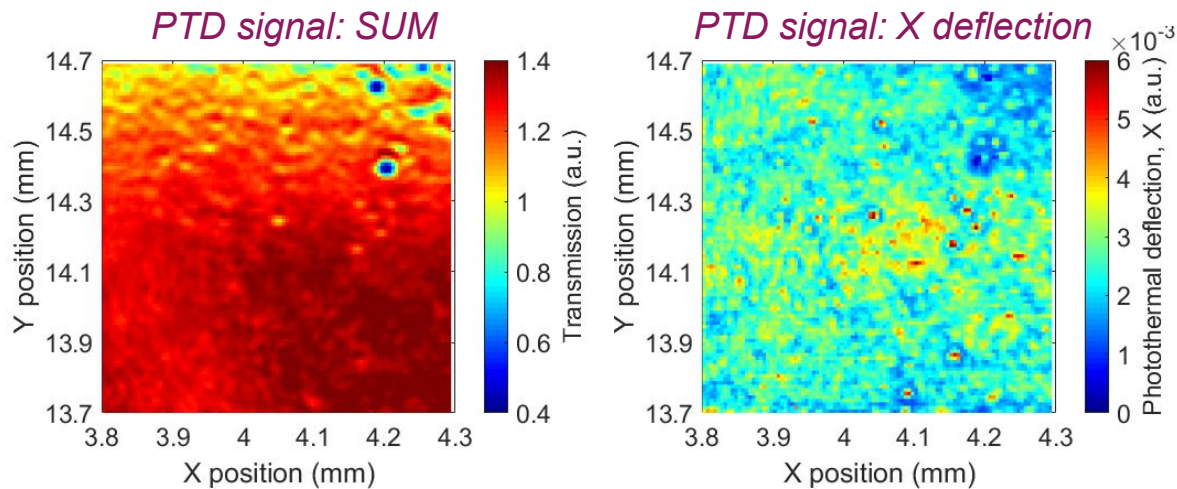 PTD signal: SUM
14.7
14.5
14.3
14.1
13.9
13.7
Y position (mm)
3.8 3.9 4 4.1 4.2 4.3
X position (mm)
1.4
1.2
1
0.8
0.6
0.4
Transmission (a.u.)
PTD signal: X deflection
14.7
14.5
14.3
14.1
13.9
13.7
Y position (mm)
3.8 3.9 4 4.1 4.2 4.3
X position (mm)
×10⁻³
6
5
4
3
2
1
0
Photothermal deflection, X (a.u.)